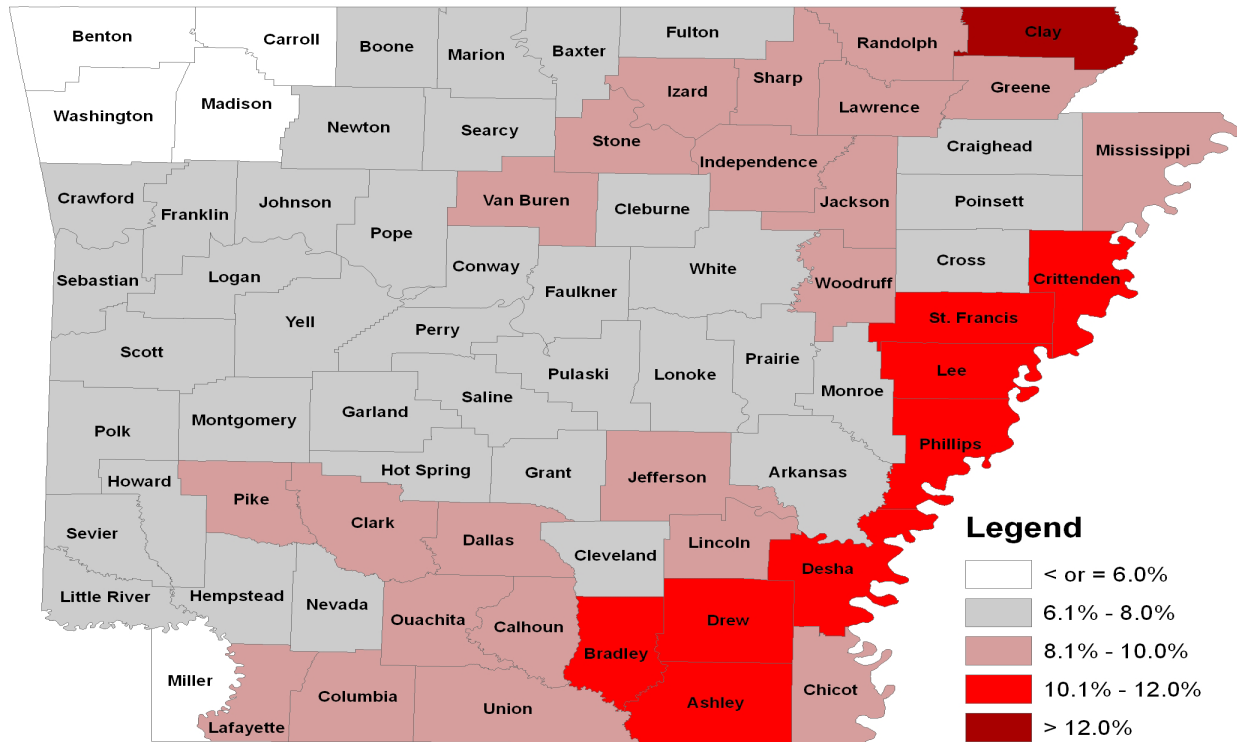 Benton
Carroll
Boone
Marion
Baxter
Fulton
Randolph
Clay
Sharp
Izard
Greene
Washington
Madison
Lawrence
Newton
Searcy
Stone
Independence
Craighead
Mississippi
Crawford
Franklin
Johnson
Van Buren
Cleburne
Jackson
Poinsett
Pope
Sebastian
Logan
Conway
White
Cross
Faulkner
Woodruff
Crittenden
Yell
Perry
St. Francis
Scott
Pulaski
Lonoke
Prairie
Lee
Saline
Monroe
Garland
Montgomery
Polk
Phillips
Hot Spring
Grant
Jefferson
Arkansas
Howard
Pike
Clark
Sevier
Dallas
Cleveland
Lincoln
Desha
Little River
Hempstead
Nevada
Ouachita
Calhoun
Drew
Bradley
Miller
Columbia
Lafayette
Union
Ashley
Chicot
Legend
< or = 6.0%
6.1% - 8.0%
8.1% - 10.0%
10.1% - 12.0%
> 12.0%